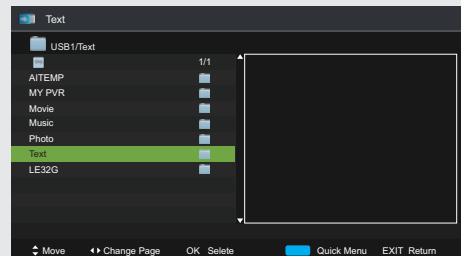 Text
USB1/Text
1/1
AITEMP
MY PVR
Movie
Music
Photo
Text
LE32G
Move Change Page OK Selete Quick Menu EXIT Return